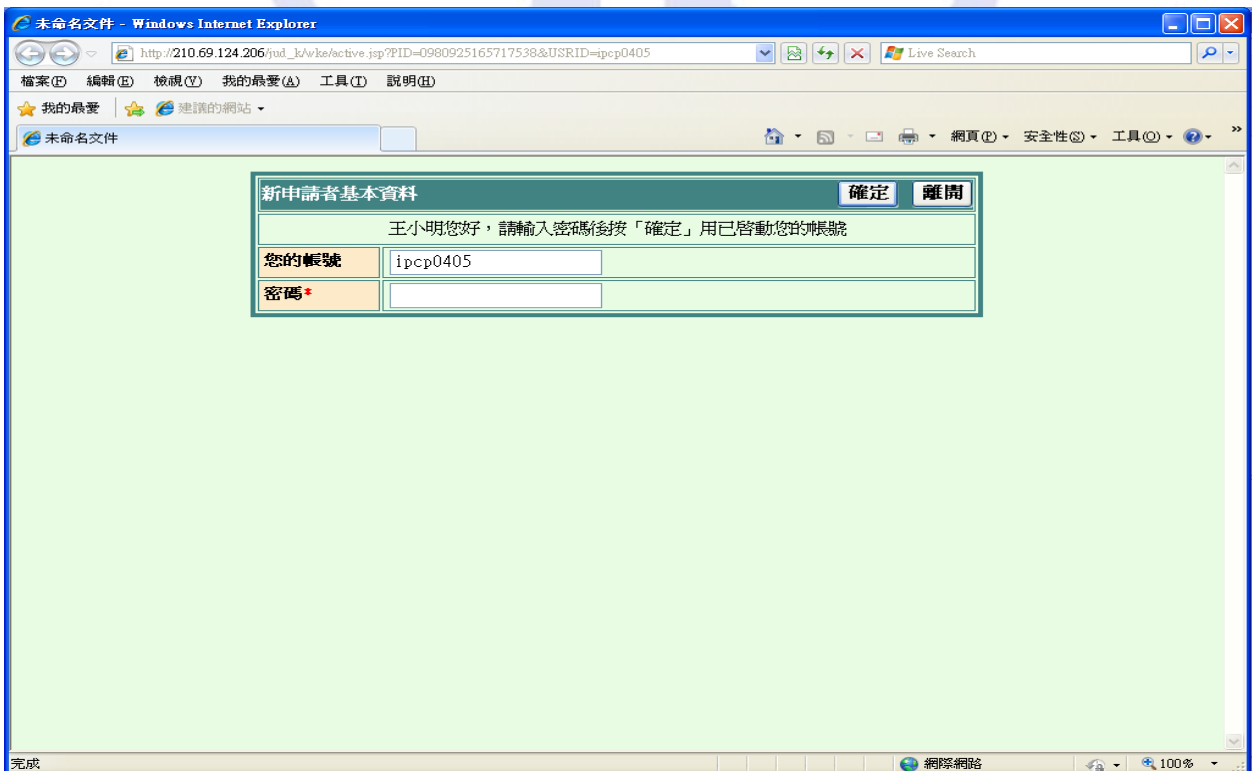 未命名文件 - Windows Internet Explorer
http://210.69.124.206/jud_k/wke/active.jsp?PID=0980925165717538&USRID=ipcp0405 Live Search
檔案(F) 編輯(E) 檢視(V) 我的最愛(A) 工具(T) 說明(H)
我的最愛 建議的網站
未命名文件 網頁(P) 安全性(S) 工具(O) »
新申請者基本資料 確定 離開
王小明您好，請輸入密碼後按「確定」用已啓動您的帳號
您的帳號 ipcp0405
密碼*
完成 網際網路 100%